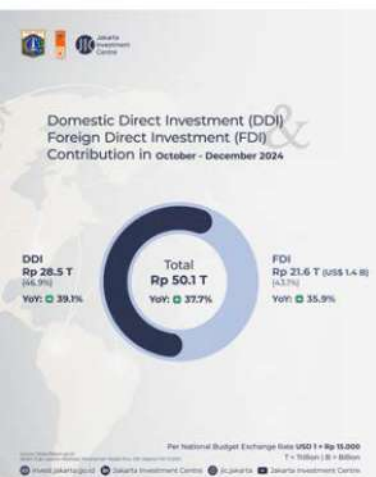 Jakarta
Investment
Centre
&
Domestic Direct Investment (DDI)
Foreign Direct Investment (FDI)
Contribution in October - December 2024
DDI
Rp 28.5 T
(46.9%)
YoY: 39.1%
Total
Rp 50.1 T
YoY: 37.7%
FDI
Rp 21.6 T (US$ 1.4 B)
(43.1%)
YoY: 35.9%
Per National Budget Exchange Rate USD 1 = Rp 15.000
T = Trillion | B = Billion
invest.jakarta.go.id Jakarta Investment Centre jic.jakarta Jakarta Investment Centre